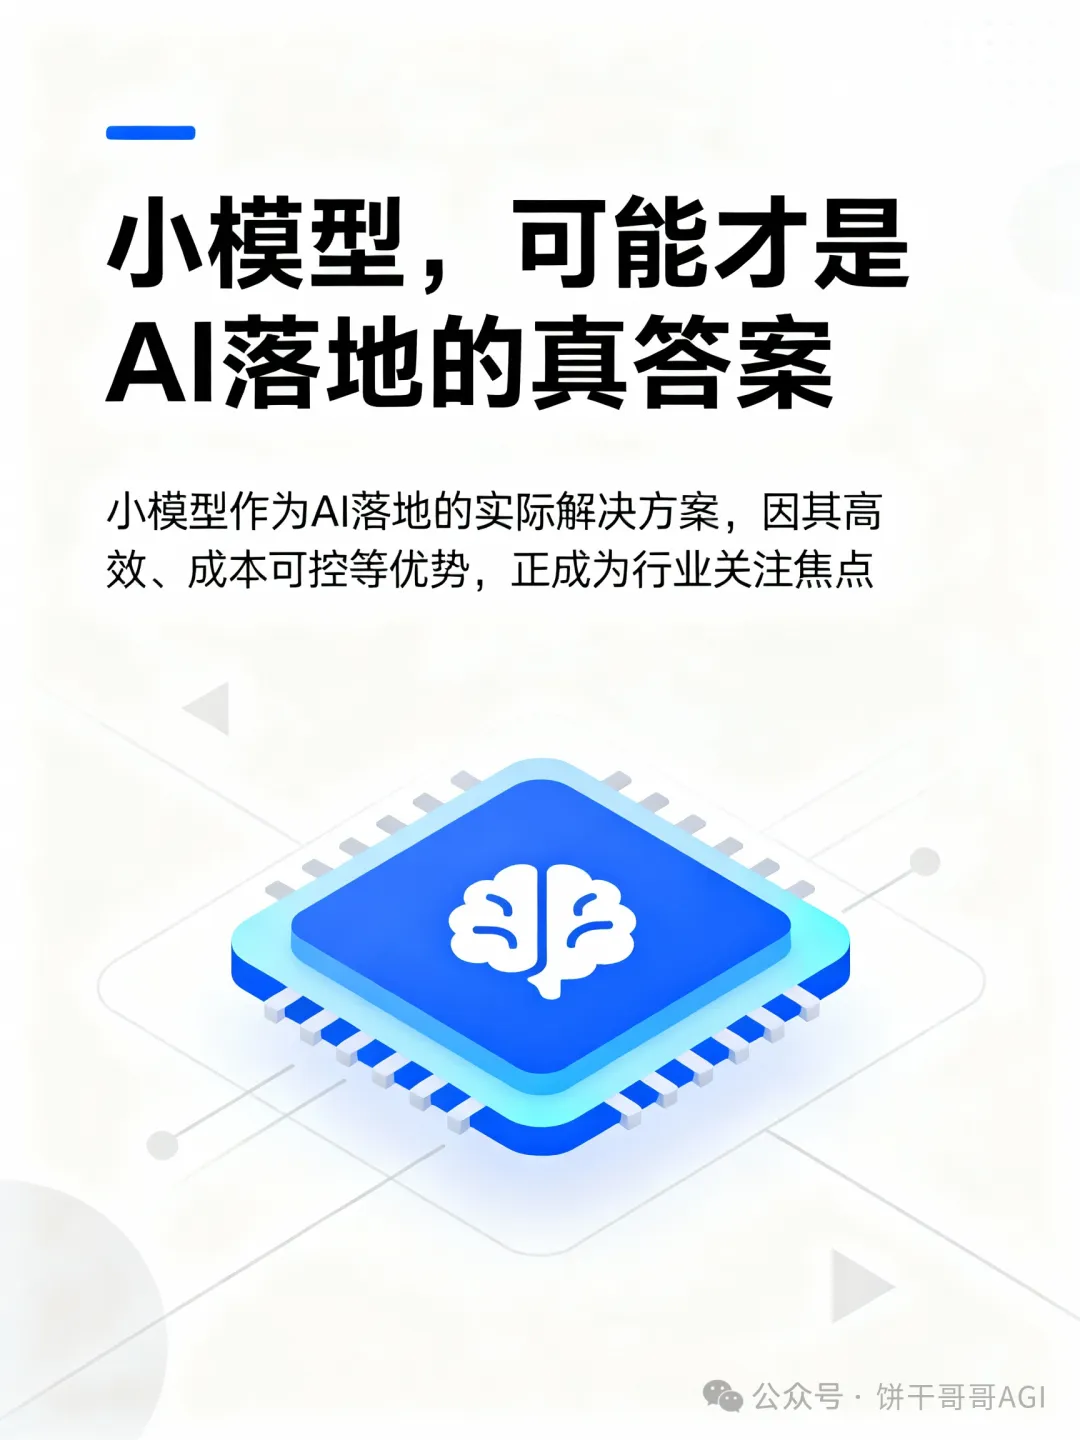 小模型，可能才是
AI落地的真答案
小模型作为AI落地的实际解决方案，因其高
效、成本可控等优势，正成为行业关注焦点
公众号 · 饼干哥哥AGI